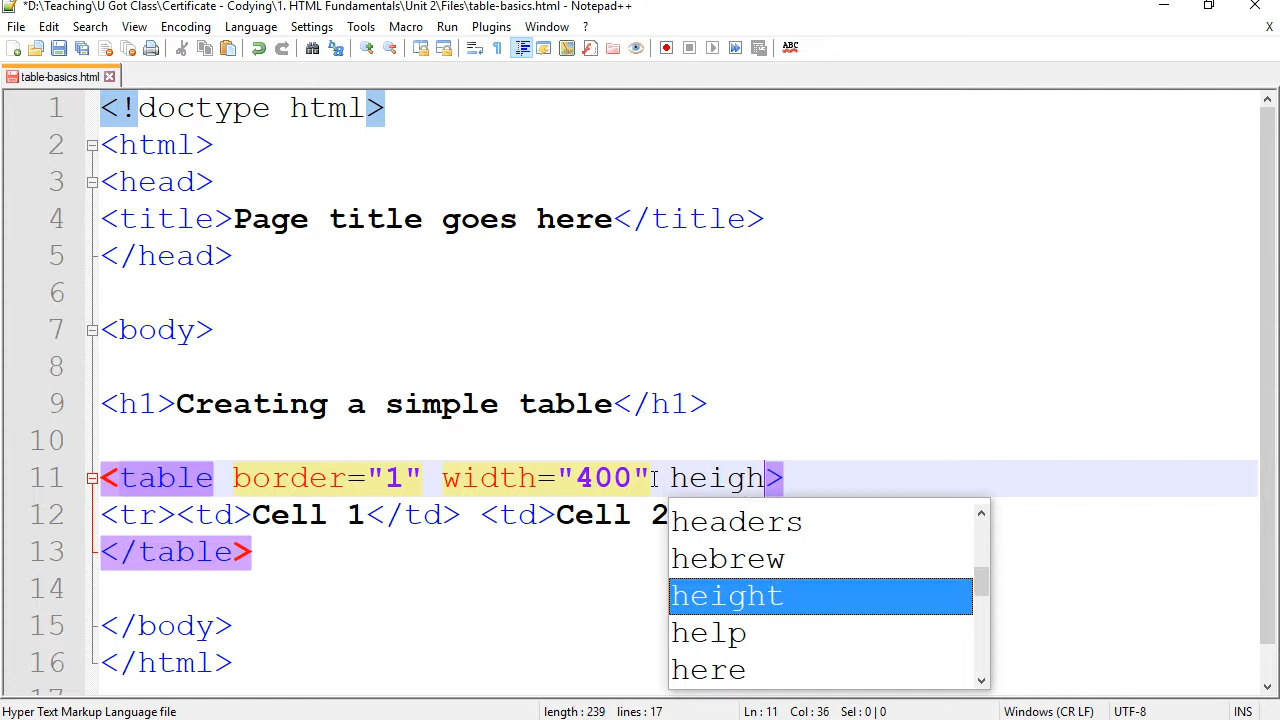 *D:\Teaching\U Got Class\Certificate - Codying\1. HTML Fundamentals\Unit 2\Files\table-basics.html - Notepad++
File Edit Search View Encoding Language Settings Tools Macro Run Plugins Window ? X
ABC
table-basics.html
1 <!doctype html>
2 <html>
3 <head>
4 <title>Page title goes here</title>
5 </head>
6
7 <body>
8
9 <h1>Creating a simple table</h1>
10
11 <table border="1" width="400" heigh>
12 <tr><td>Cell 1</td> <td>Cell 2
headers
13 </table>
hebrew
14
height
15 </body>
help
16 </html>
here
17
Hyper Text Markup Language file length : 239 lines : 17 Ln : 11 Col : 36 Sel : 0 | 0 Windows (CR LF) UTF-8 INS